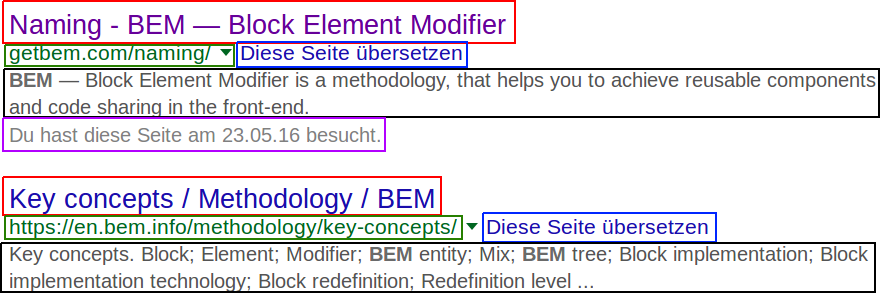 Naming - BEM — Block Element Modifier
getbem.com/naming/ ▼ Diese Seite übersetzen
BEM — Block Element Modifier is a methodology, that helps you to achieve reusable components
and code sharing in the front-end.
Du hast diese Seite am 23.05.16 besucht.
Key concepts / Methodology / BEM
https://en.bem.info/methodology/key-concepts/ ▼ Diese Seite übersetzen
Key concepts. Block; Element; Modifier; BEM entity; Mix; BEM tree; Block implementation; Block
implementation technology; Block redefinition; Redefinition level ...